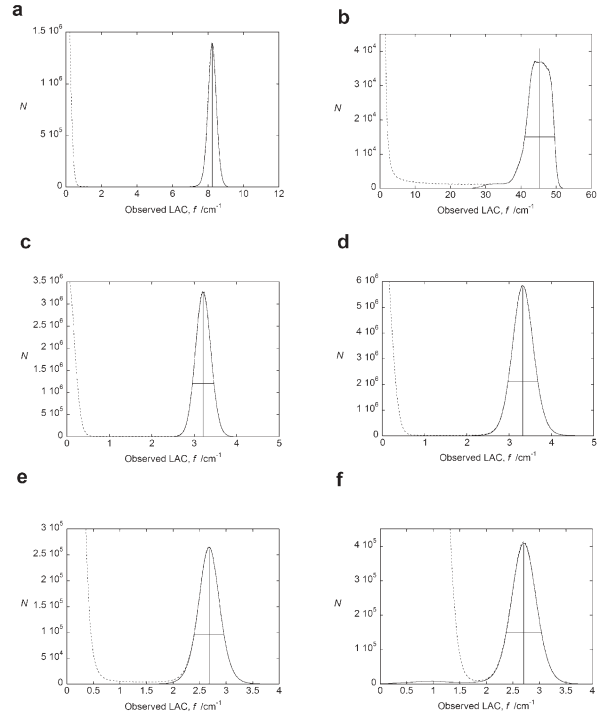 a
1.5 10⁶
1 10⁶
N
5 10⁵
0
0 2 4 6 8 10 12
Observed LAC, f /cm⁻¹
b
4 10⁴
3 10⁴
N
2 10⁴
1 10⁴
0
0 10 20 30 40 50 60
Observed LAC, f /cm⁻¹
c
3.5 10⁶
3 10⁶
2.5 10⁶
2 10⁶
N
1.5 10⁶
1 10⁶
5 10⁵
0
0 1 2 3 4 5
Observed LAC, f /cm⁻¹
d
6 10⁶
5 10⁶
4 10⁶
N
3 10⁶
2 10⁶
1 10⁶
0
0 1 2 3 4 5
Observed LAC, f /cm⁻¹
e
3 10⁵
2.5 10⁵
2 10⁵
N
1.5 10⁵
1 10⁵
5 10⁴
0
0 0.5 1 1.5 2 2.5 3 3.5 4
Observed LAC, f /cm⁻¹
f
4 10⁵
3 10⁵
N
2 10⁵
1 10⁵
0
0 0.5 1 1.5 2 2.5 3 3.5 4
Observed LAC, f /cm⁻¹